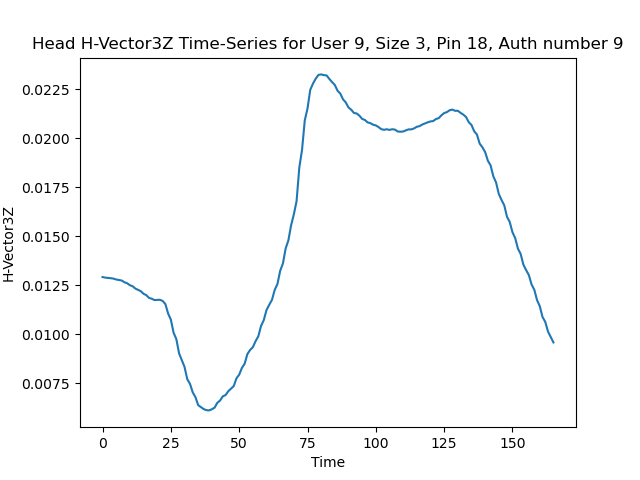 Head H-Vector3Z Time-Series for User 9, Size 3, Pin 18, Auth number 9
H-Vector3Z
0.0225
0.0200
0.0175
0.0150
0.0125
0.0100
0.0075
0 25 50 75 100 125 150
Time